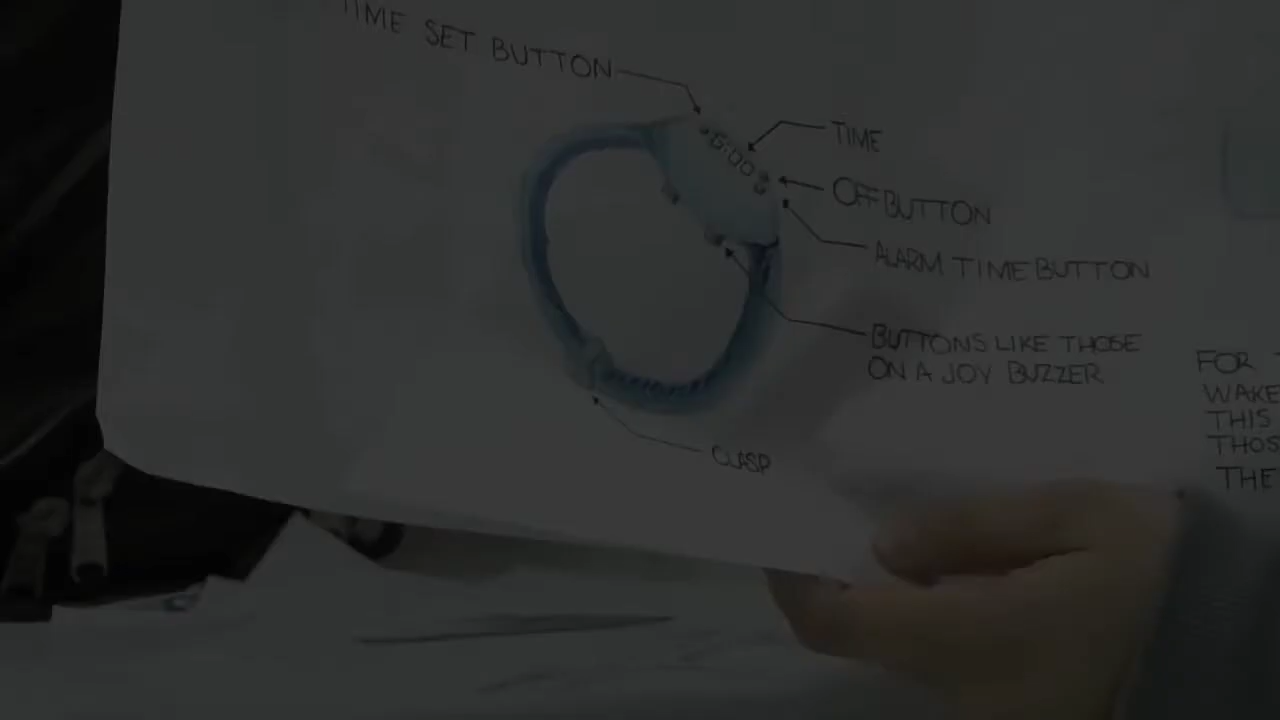 TIME SET BUTTON
6:00
TIME
OFF BUTTON
ALARM TIME BUTTON
BUTTONS LIKE THOSE
ON A JOY BUZZER
CLASP
FOR
WAKE
THIS
THOS
THE